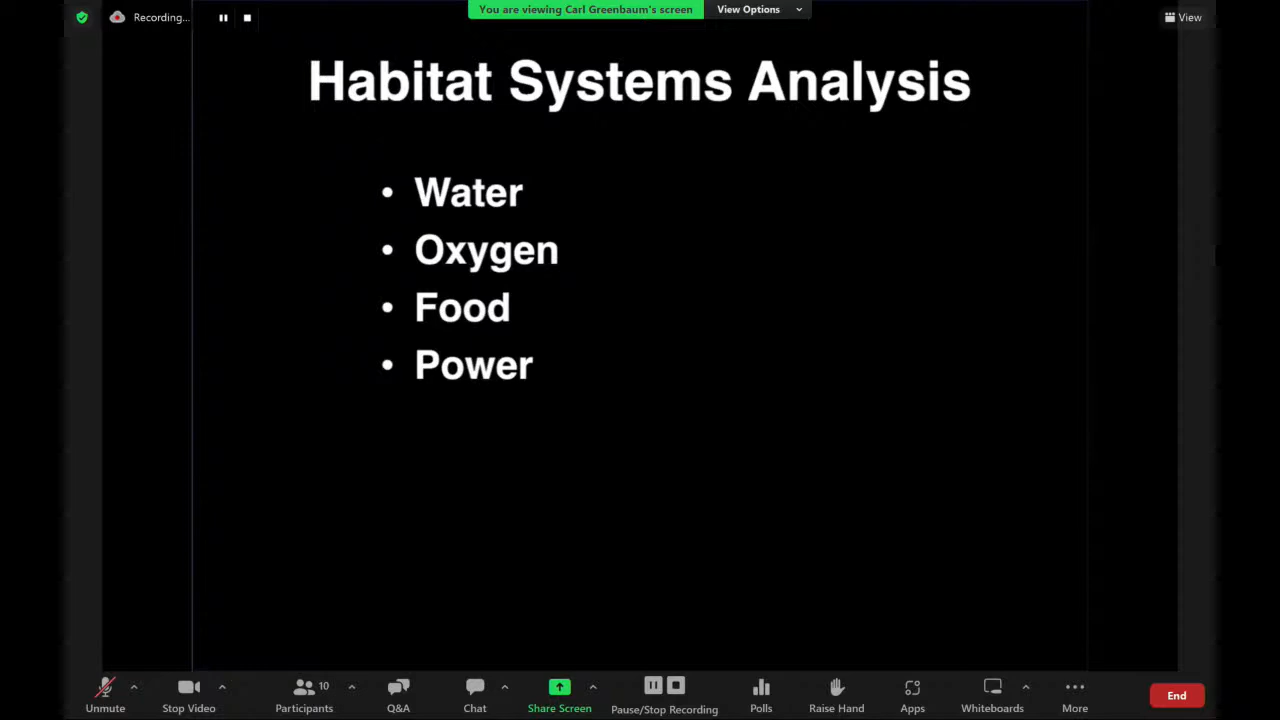 Recording...
You are viewing Carl Greenbaum's screen
View Options
View
Habitat Systems Analysis
• Water
• Oxygen
• Food
• Power
Unmute
Stop Video
10
Participants
Q&A
Chat
Share Screen
Pause/Stop Recording
Polls
Raise Hand
Apps
Whiteboards
More
End